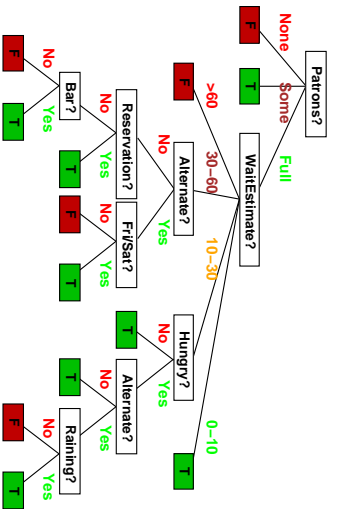 Patrons?
None
Some
Full
F
T
WaitEstimate?
>60
30−60
10−30
0−10
F
Alternate?
Hungry?
T
No
Yes
No
Yes
Reservation?
Fri/Sat?
T
Alternate?
No
Yes
No
Yes
No
Yes
Bar?
T
F
T
T
Raining?
No
Yes
No
Yes
F
T
F
T